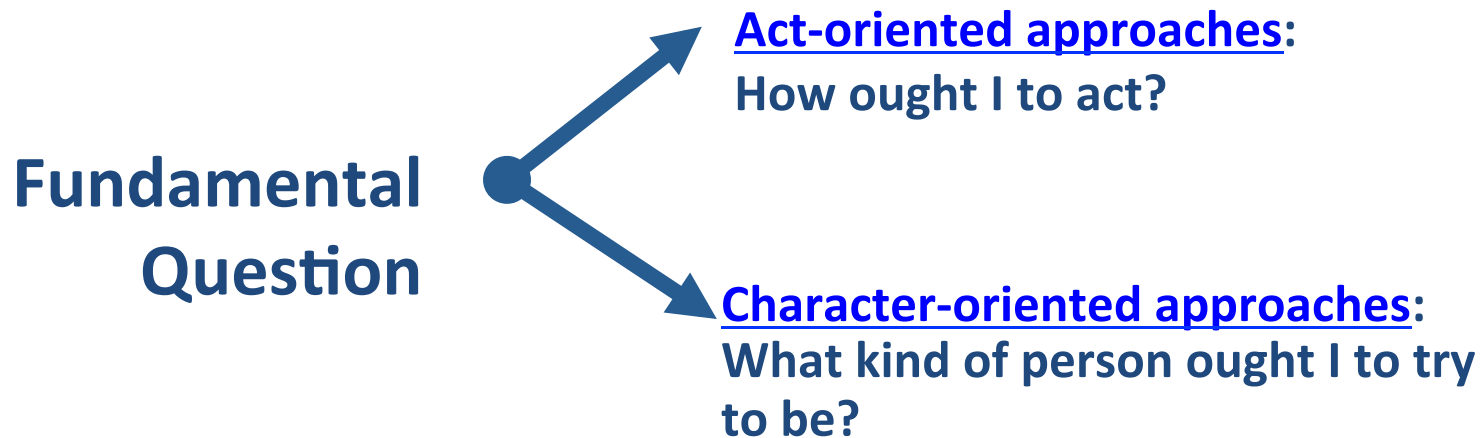 Fundamental
Question
Act-oriented approaches:
How ought I to act?
Character-oriented approaches:
What kind of person ought I to try
to be?